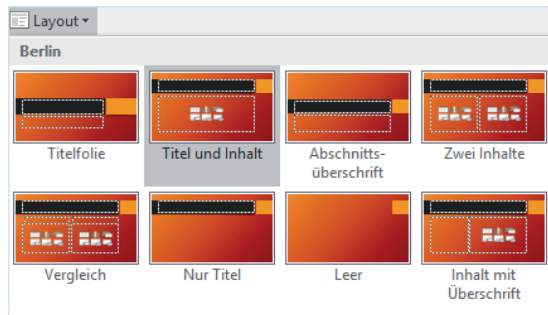 Layout
Berlin
Titelfolie
Titel und Inhalt
Abschnitts-
überschrift
Zwei Inhalte
Vergleich
Nur Titel
Leer
Inhalt mit
Überschrift